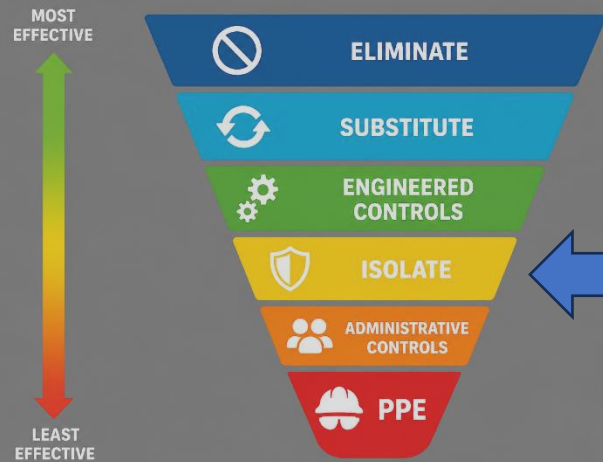 MOST
EFFECTIVE
ELIMINATE
SUBSTITUTE
ENGINEERED
CONTROLS
ISOLATE
ADMINISTRATIVE
CONTROLS
PPE
LEAST
EFFECTIVE